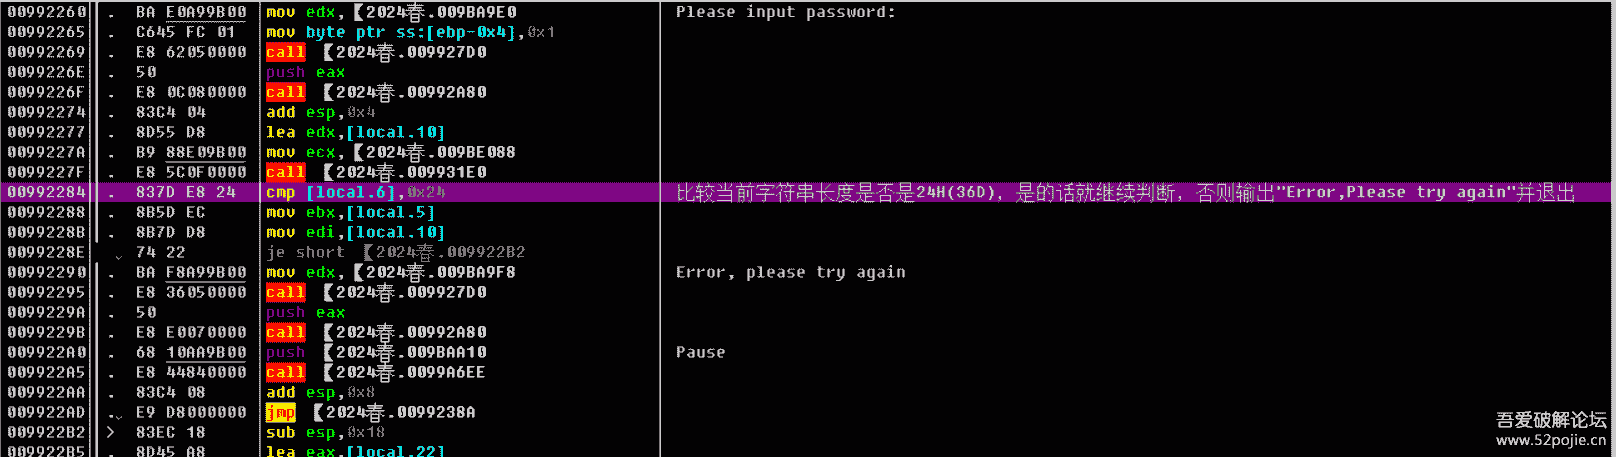 00992260 . BA E0A99B00 mov edx,【2024春.009BA9E0 Please input password:
00992265 . C645 FC 01 mov byte ptr ss:[ebp-0x4],0x1
00992269 . E8 62050000 call 【2024春.009927D0
0099226E . 50 push eax
0099226F . E8 0C080000 call 【2024春.00992A80
00992274 . 83C4 04 add esp,0x4
00992277 . 8D55 D8 lea edx,[local.10]
0099227A . B9 88E09B00 mov ecx,【2024春.009BE088
0099227F . E8 5C0F0000 call 【2024春.009931E0
00992284 . 837D E8 24 cmp [local.6],0x24 比较当前字符串长度是否是24H(36D)，是的话就继续判断，否则输出"Error,Please try again"并退出
00992288 . 8B5D EC mov ebx,[local.5]
0099228B . 8B7D D8 mov edi,[local.10]
0099228E . 74 22 je short 【2024春.009922B2
00992290 . BA F8A99B00 mov edx,【2024春.009BA9F8 Error, please try again
00992295 . E8 36050000 call 【2024春.009927D0
0099229A . 50 push eax
0099229B . E8 E0070000 call 【2024春.00992A80
009922A0 . 68 10AA9B00 push 【2024春.009BAA10 Pause
009922A5 . E8 44840000 call 【2024春.0099A6EE
009922AA . 83C4 08 add esp,0x8
009922AD . E9 D8000000 jmp 【2024春.0099238A
009922B2 > 83EC 18 sub esp,0x18
009922B5 . 8D45 A8 lea eax,[local.22]
吾爱破解论坛
www.52pojie.cn